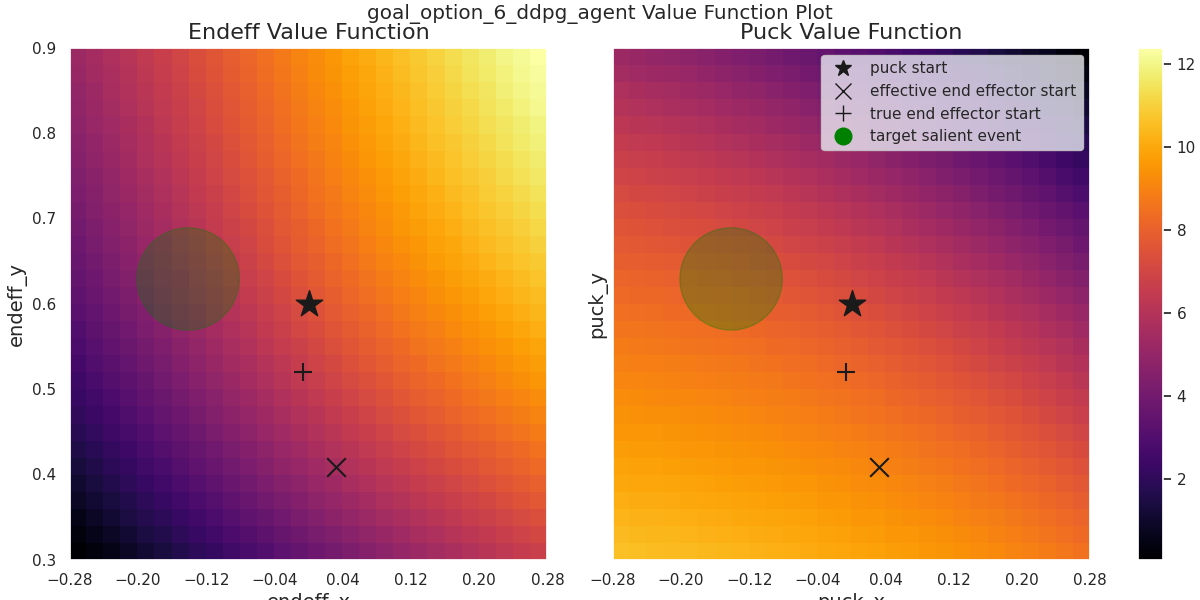 goal_option_6_ddpg_agent Value Function Plot
Endeff Value Function
Puck Value Function
puck start
effective end effector start
true end effector start
target salient event
endeff_y
0.9
0.8
0.7
0.6
0.5
0.4
0.3
−0.28 −0.20 −0.12 −0.04 0.04 0.12 0.20 0.28
endeff_x
puck_y
−0.28 −0.20 −0.12 −0.04 0.04 0.12 0.20 0.28
puck_x
12
10
8
6
4
2